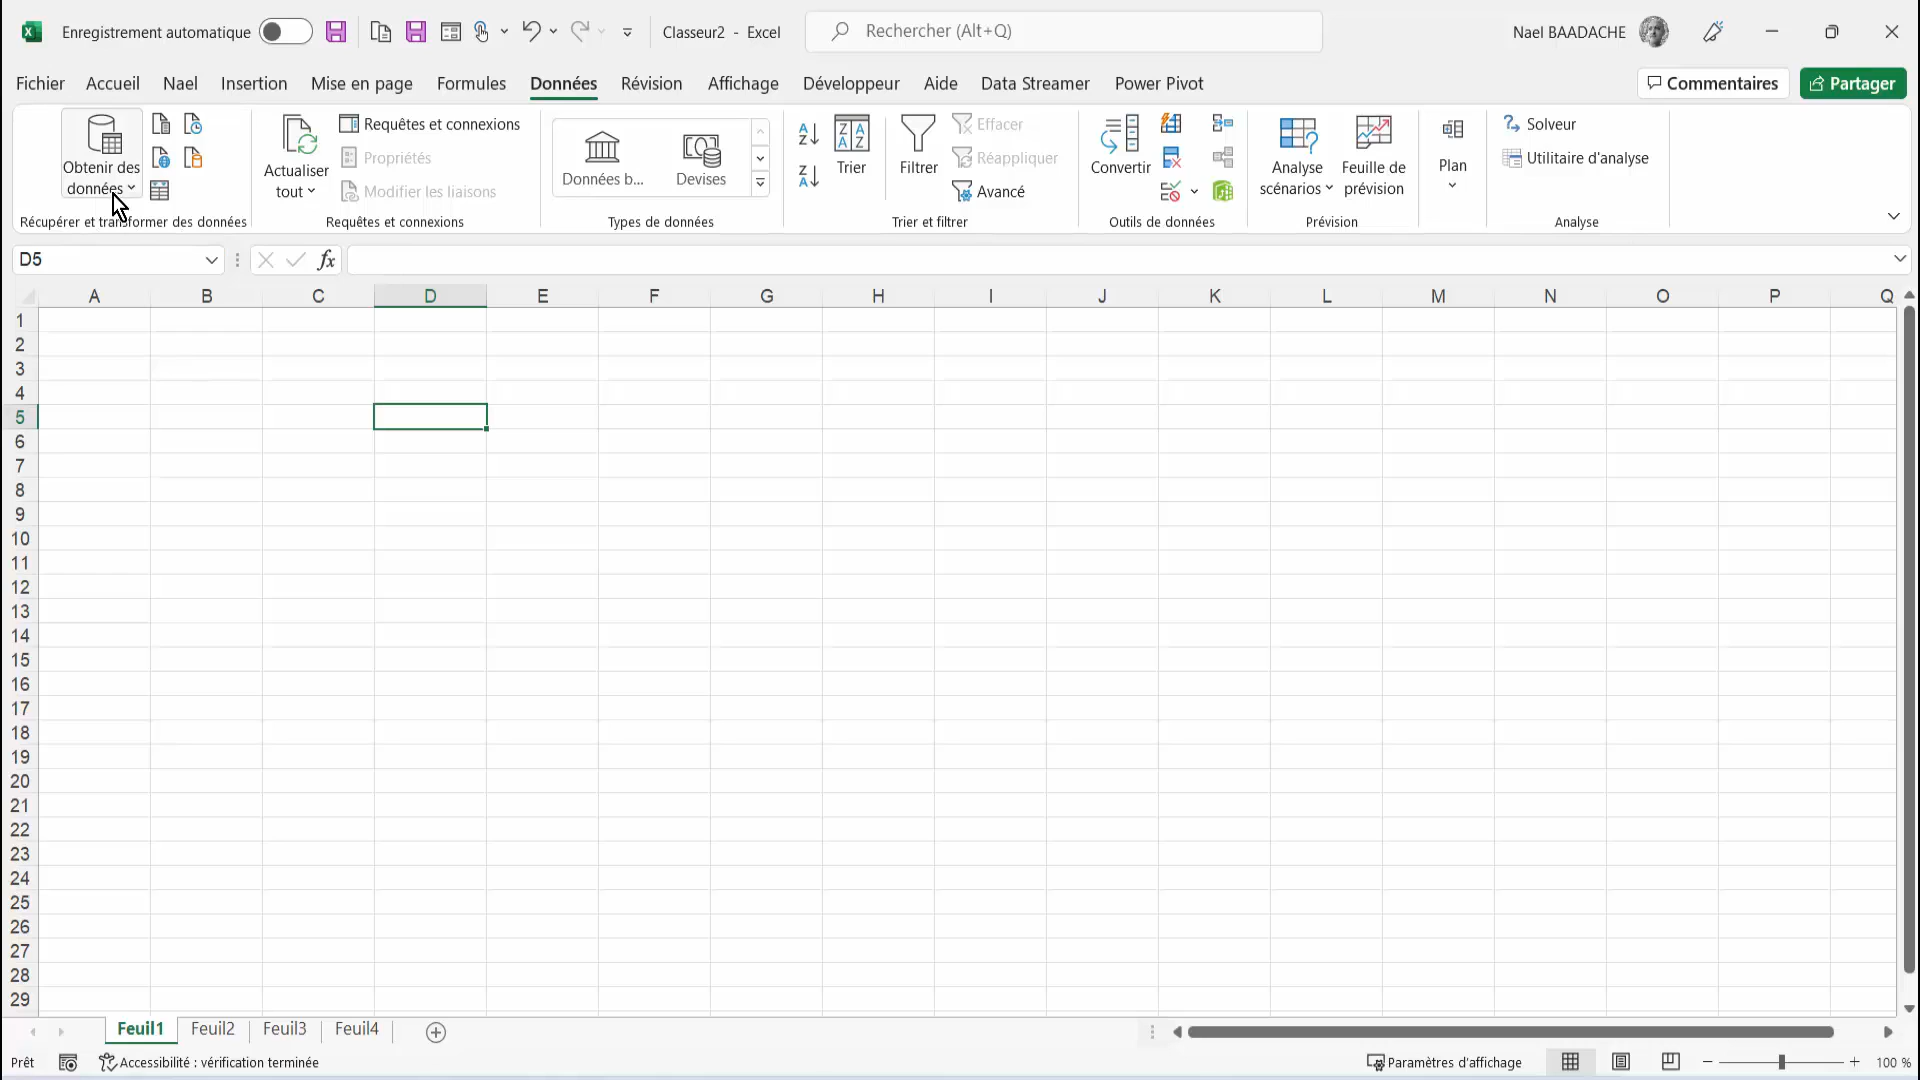 Enregistrement automatique
Classeur2 - Excel
Rechercher (Alt+Q)
Nael BAADACHE
Fichier Accueil Nael Insertion Mise en page Formules Données Révision Affichage Développeur Aide Data Streamer Power Pivot
Commentaires
Partager
Obtenir des
données
Récupérer et transformer des données
Actualiser
tout
Requêtes et connexions
Propriétés
Modifier les liaisons
Requêtes et connexions
Données b...
Devises
Types de données
Trier
Filtrer
Effacer
Réappliquer
Avancé
Trier et filtrer
Convertir
Outils de données
Analyse
scénarios
Feuille de
prévision
Prévision
Plan
Solveur
Utilitaire d'analyse
Analyse
D5
fx
A B C D E F G H I J K L M N O P Q
1
2
3
4
5
6
7
8
9
10
11
12
13
14
15
16
17
18
19
20
21
22
23
24
25
26
27
28
29
Feuil1 Feuil2 Feuil3 Feuil4
Prêt
Accessibilité : vérification terminée
Paramètres d'affichage
100 %